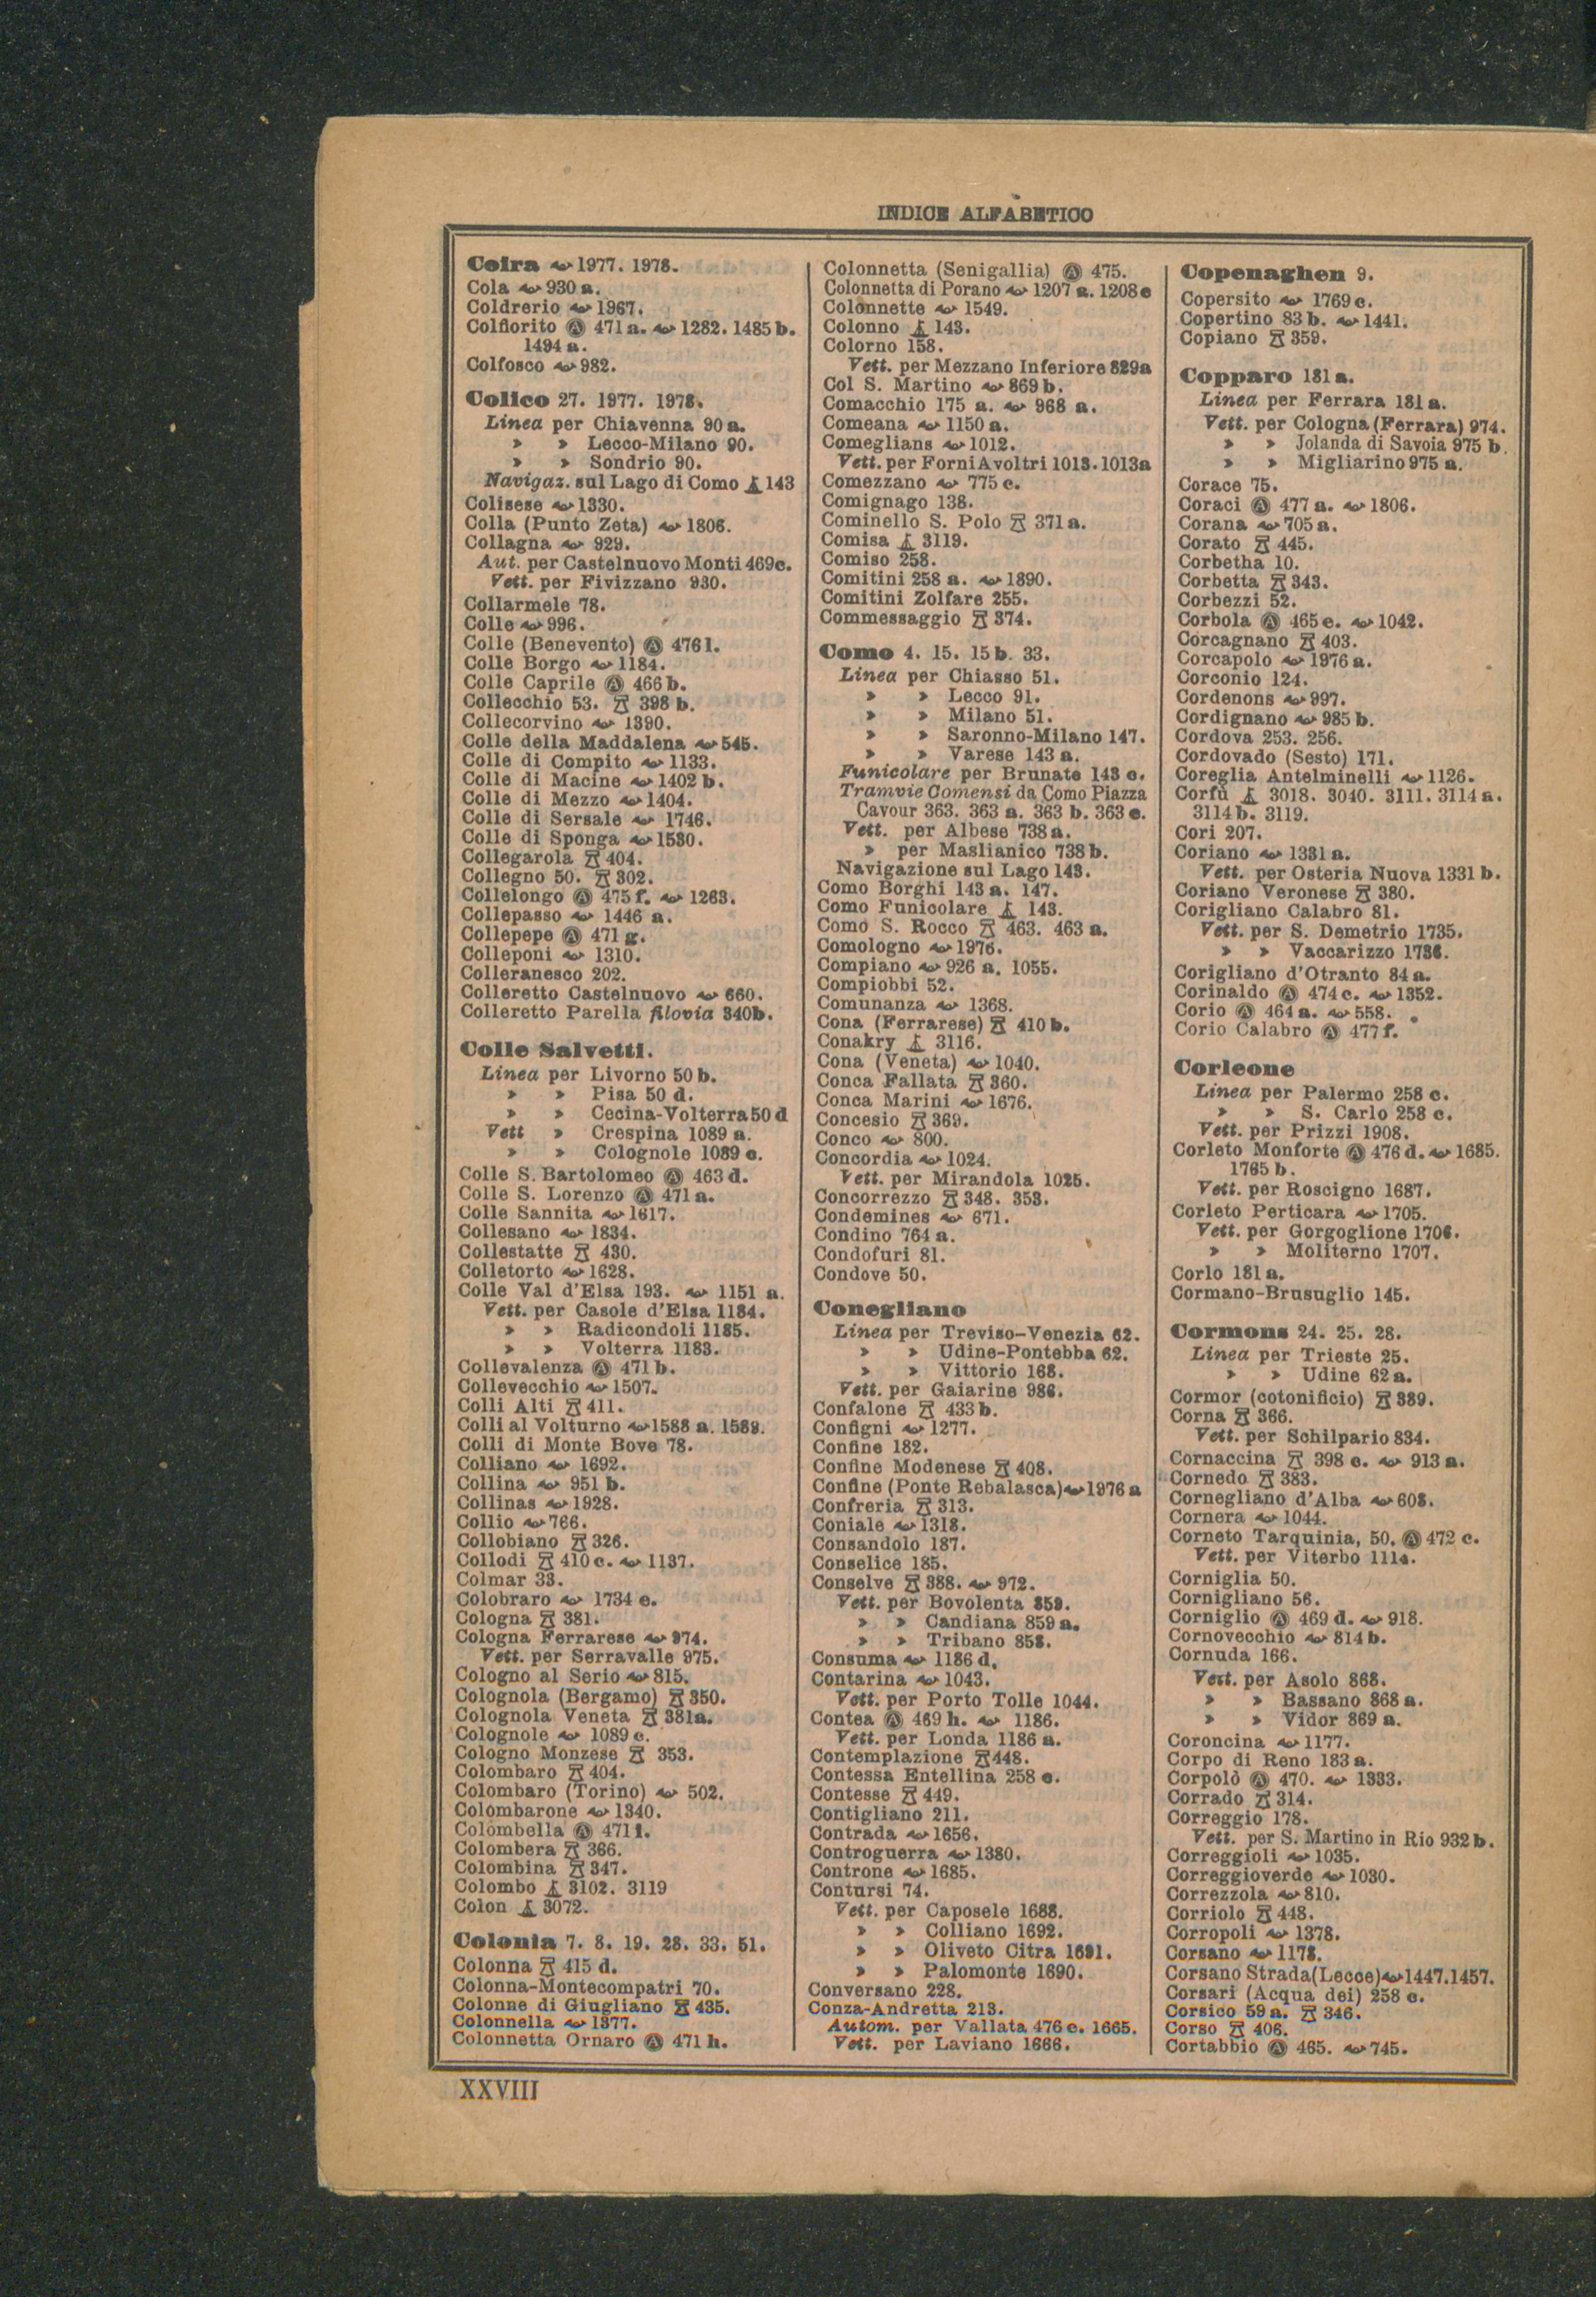 INDICE ALFABETICO
Coira 1977. 1978.
Cola 930 a.
Coldrerio 1967.
Colfiorito Ⓐ 471 a. 1282. 1485 b.
1494 a.
Colfosco 982.
Colico 27. 1977. 1978.
Linea per Chiavenna 90 a.
» » Lecco-Milano 90.
» » Sondrio 90.
Navigaz. sul Lago di Como 143
Colisese 1330.
Colla (Punto Zeta) 1806.
Collagna 929.
Aut. per Castelnuovo Monti 469c.
Vett. per Fivizzano 930.
Collarmele 78.
Colle 996.
Colle (Benevento) Ⓐ 476 l.
Colle Borgo 1184.
Colle Caprile Ⓐ 466 b.
Collecchio 53. 398 b.
Collecorvino 1390.
Colle della Maddalena 545.
Colle di Compito 1133.
Colle di Macine 1402 b.
Colle di Mezzo 1404.
Colle di Sersale 1746.
Colle di Sponga 1530.
Collegarola 404.
Collegno 50. 302.
Collelongo Ⓐ 475 f. 1263.
Collepasso 1446 a.
Collepepe Ⓐ 471 g.
Colleponi 1310.
Colleranesco 202.
Colleretto Castelnuovo 660.
Colleretto Parella filovia 340b.
Colle Salvetti.
Linea per Livorno 50 b.
» » Pisa 50 d.
» » Cecina-Volterra 50 d
Vett » Crespina 1089 a.
» » Colognole 1089 c.
Colle S. Bartolomeo Ⓐ 463 d.
Colle S. Lorenzo Ⓐ 471 a.
Colle Sannita 1617.
Collesano 1834.
Collestatte 430.
Colletorto 1628.
Colle Val d'Elsa 193. 1151 a.
Vett. per Casole d'Elsa 1184.
» » Radicondoli 1185.
» » Volterra 1183.
Collevalenza Ⓐ 471 b.
Collevecchio 1507.
Colli Alti 411.
Colli al Volturno 1588 a. 1589.
Colli di Monte Bove 78.
Colliano 1692.
Collina 951 b.
Collinas 1928.
Collio 766.
Collobiano 326.
Collodi 410 c. 1137.
Colmar 33.
Colobraro 1734 e.
Cologna 381.
Cologna Ferrarese 974.
Vett. per Serravalle 975.
Cologno al Serio 815.
Colognola (Bergamo) 350.
Colognola Veneta 381a.
Colognole 1089 c.
Cologno Monzese 353.
Colombaro 404.
Colombaro (Torino) 502.
Colombarone 1340.
Colombella Ⓐ 471 i.
Colombera 366.
Colombina 347.
Colombo 3102. 3119
Colon 3072.
Colonia 7. 8. 19. 28. 33. 51.
Colonna 415 d.
Colonna-Montecompatri 70.
Colonne di Giugliano 435.
Colonnella 1377.
Colonnetta Ornaro Ⓐ 471 h.
Colonnetta (Senigallia) Ⓐ 475.
Colonnetta di Porano 1207 a. 1208 e
Colonnette 1549.
Colonno 143.
Colorno 158.
Vett. per Mezzano Inferiore 829a
Col S. Martino 869 b.
Comacchio 175 a. 968 a.
Comeana 1150 a.
Comeglians 1012.
Vett. per Forni Avoltri 1013. 1013a
Comezzano 775 c.
Comignago 138.
Cominello S. Polo 371 a.
Comisa 3119.
Comiso 258.
Comitini 258 a. 1890.
Comitini Zolfare 255.
Commessaggio 374.
Como 4. 15. 15 b. 33.
Linea per Chiasso 51.
» » Lecco 91.
» » Milano 51.
» » Saronno-Milano 147.
» » Varese 143 a.
Funicolare per Brunate 143 c.
Tramvie Comensi da Como Piazza
Cavour 363. 363 a. 363 b. 363 e.
Vett. per Albese 738 a.
» per Maslianico 738 b.
Navigazione sul Lago 143.
Como Borghi 143 a. 147.
Como Funicolare 143.
Como S. Rocco 463. 463 a.
Comologno 1976.
Compiano 926 a. 1055.
Compiobbi 52.
Comunanza 1368.
Cona (Ferrarese) 410 b.
Conakry 3116.
Cona (Veneta) 1040.
Conca Fallata 360.
Conca Marini 1676.
Concesio 369.
Conco 800.
Concordia 1024.
Vett. per Mirandola 1025.
Concorrezzo 348. 353.
Condemines 671.
Condino 764 a.
Condofuri 81.
Condove 50.
Conegliano
Linea per Treviso-Venezia 62.
» » Udine-Pontebba 62.
» » Vittorio 168.
Vett. per Gaiarine 986.
Confalone 433 b.
Configni 1277.
Confine 182.
Confine Modenese 408.
Confine (Ponte Rebalasca) 1976 a
Confreria 313.
Coniale 1318.
Consandolo 187.
Conselice 185.
Conselve 388. 972.
Vett. per Bovolenta 859.
» » Candiana 859 a.
» » Tribano 858.
Consuma 1186 d.
Contarina 1043.
Vett. per Porto Tolle 1044.
Contea Ⓐ 469 h. 1186.
Vett. per Londa 1186 a.
Contemplazione 448.
Contessa Entellina 258 e.
Contesse 449.
Contigliano 211.
Contrada 1656.
Controguerra 1380.
Controne 1685.
Contursi 74.
Vett. per Caposele 1688.
» » Colliano 1692.
» » Oliveto Citra 1691.
» » Palomonte 1690.
Conversano 228.
Conza-Andretta 213.
Autom. per Vallata 476 e. 1665.
Vett. per Laviano 1666.
Copenaghen 9.
Copersito 1769 c.
Copertino 83 b. 1441.
Copiano 359.
Copparo 181 a.
Linea per Ferrara 181 a.
Vett. per Cologna (Ferrara) 974.
» » Jolanda di Savoia 975 b.
» » Migliarino 975 a.
Corace 75.
Coraci Ⓐ 477 a. 1806.
Corana 705 a.
Corato 445.
Corbetha 10.
Corbetta 343.
Corbezzi 52.
Corbola Ⓐ 465 e. 1042.
Corcagnano 403.
Corcapolo 1976 a.
Corconio 124.
Cordenons 997.
Cordignano 985 b.
Cordova 253. 256.
Cordovado (Sesto) 171.
Coreglia Antelminelli 1126.
Corfù 3018. 3040. 3111. 3114 a.
3114 b. 3119.
Cori 207.
Coriano 1331 a.
Vett. per Osteria Nuova 1331 b.
Coriano Veronese 380.
Corigliano Calabro 81.
Vett. per S. Demetrio 1735.
» » Vaccarizzo 1736.
Corigliano d'Otranto 84 a.
Corinaldo Ⓐ 474 c. 1352.
Corio Ⓐ 464 a. 558.
Corio Calabro Ⓐ 477 f.
Corleone
Linea per Palermo 258 c.
» » S. Carlo 258 c.
Vett. per Prizzi 1908.
Corleto Monforte Ⓐ 476 d. 1685.
1765 b.
Vett. per Roscigno 1687.
Corleto Perticara 1705.
Vett. per Gorgoglione 1706.
» » Moliterno 1707.
Corlo 181 a.
Cormano-Brusuglio 145.
Cormons 24. 25. 28.
Linea per Trieste 25.
» » Udine 62 a.
Cormor (cotonificio) 389.
Corna 366.
Vett. per Schilpario 834.
Cornaccina 398 c. 913 a.
Cornedo 383.
Cornegliano d'Alba 608.
Cornera 1044.
Corneto Tarquinia, 50. Ⓐ 472 c.
Vett. per Viterbo 1114.
Corniglia 50.
Cornigliano 56.
Corniglio Ⓐ 469 d. 918.
Cornovecchio 814 b.
Cornuda 166.
Vett. per Asolo 868.
» » Bassano 868 a.
» » Vidor 869 a.
Coroncina 1177.
Corpo di Reno 183 a.
Corpolò Ⓐ 470. 1333.
Corrado 314.
Correggio 178.
Vett. per S. Martino in Rio 932 b.
Correggioli 1035.
Correggioverde 1030.
Correzzola 810.
Corriolo 448.
Corropoli 1378.
Corsano 1178.
Corsano Strada (Lecce) 1447. 1457.
Corsari (Acqua dei) 258 c.
Corsico 59 a. 346.
Corso 406.
Cortabbio Ⓐ 465. 745.
XXVIII